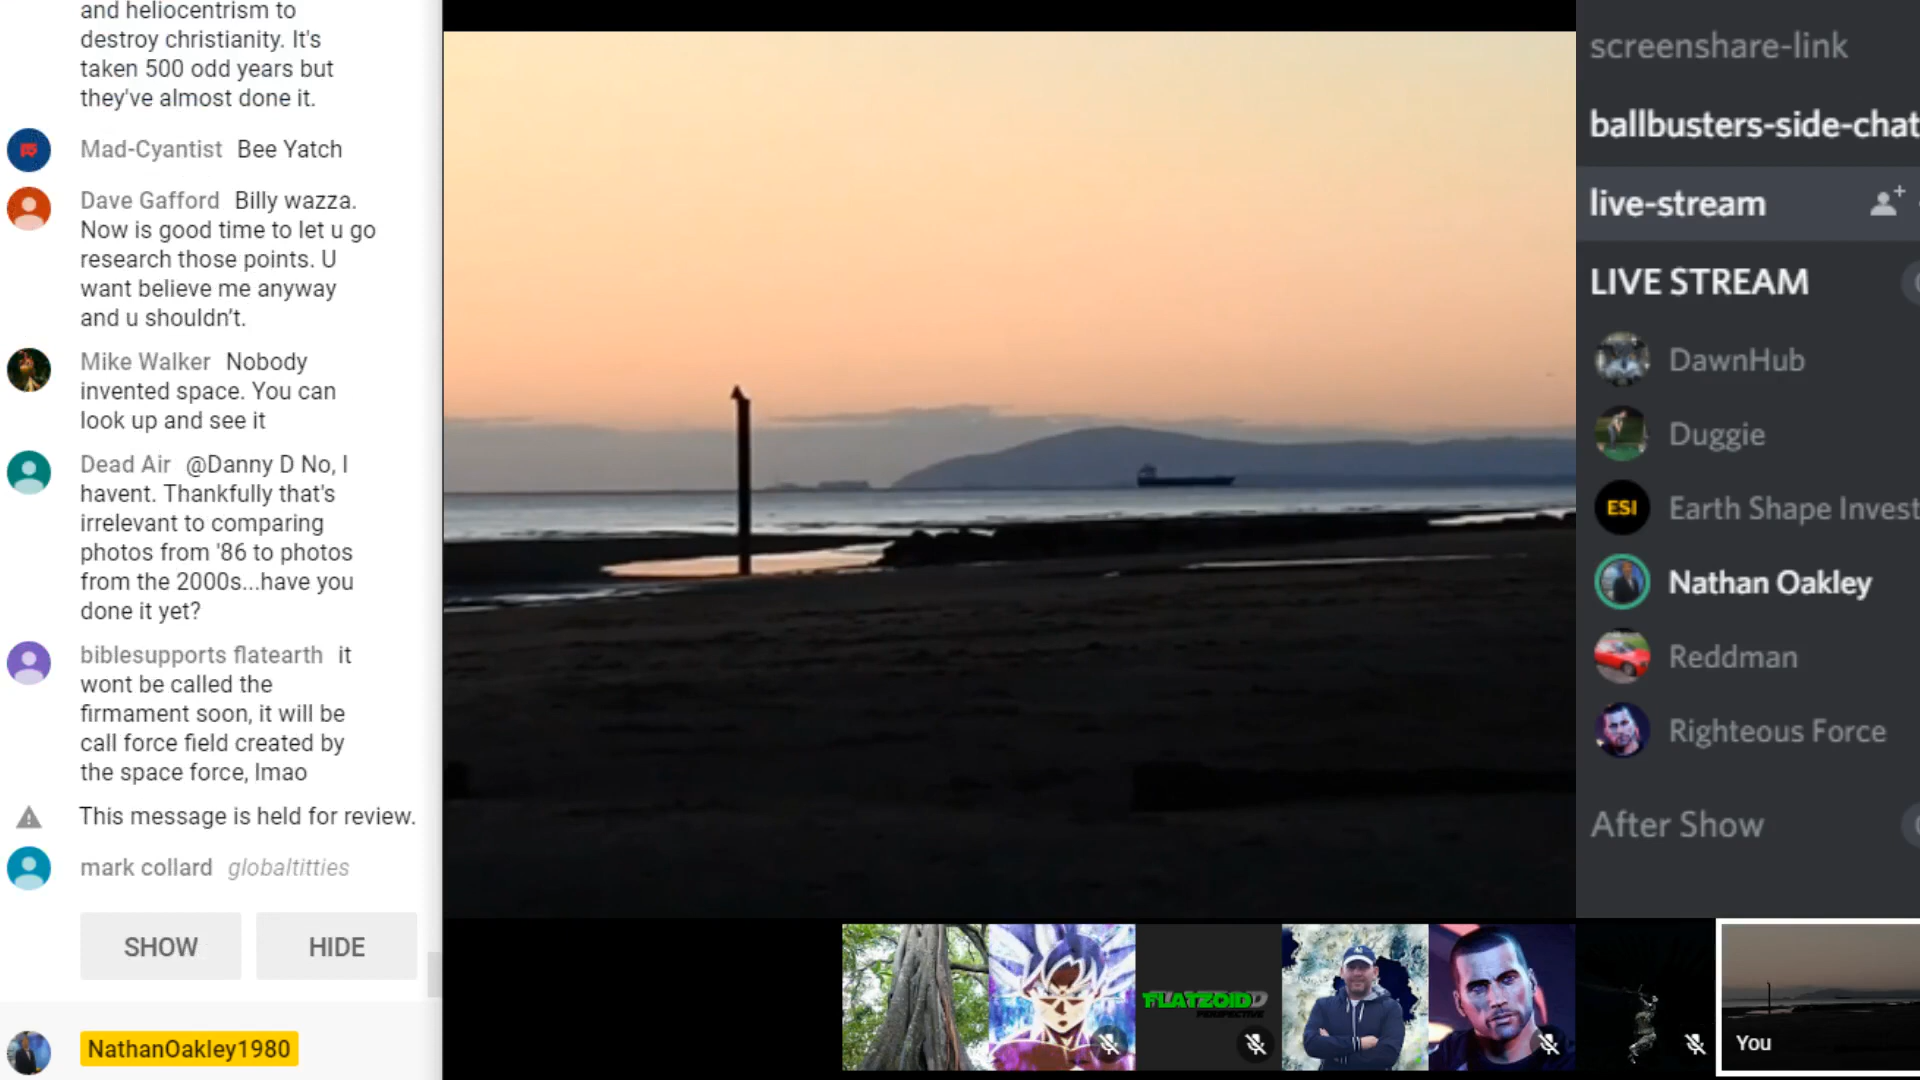 and heliocentrism to
destroy christianity. It's
taken 500 odd years but
they've almost done it.
Mad-Cyantist Bee Yatch
Dave Gafford Billy wazza.
Now is good time to let u go
research those points. U
want believe me anyway
and u shouldn’t.
Mike Walker Nobody
invented space. You can
look up and see it
Dead Air @Danny D No, I
havent. Thankfully that's
irrelevant to comparing
photos from '86 to photos
from the 2000s...have you
done it yet?
biblesupports flatearth it
wont be called the
firmament soon, it will be
call force field created by
the space force, lmao
This message is held for review.
mark collard globaltitties
SHOW HIDE
NathanOakley1980
screenshare-link
ballbusters-side-chat
live-stream
LIVE STREAM
DawnHub
Duggie
ESI Earth Shape Invest
Nathan Oakley
Reddman
Righteous Force
After Show
FLATZOIDD
PERSPECTIVE
You